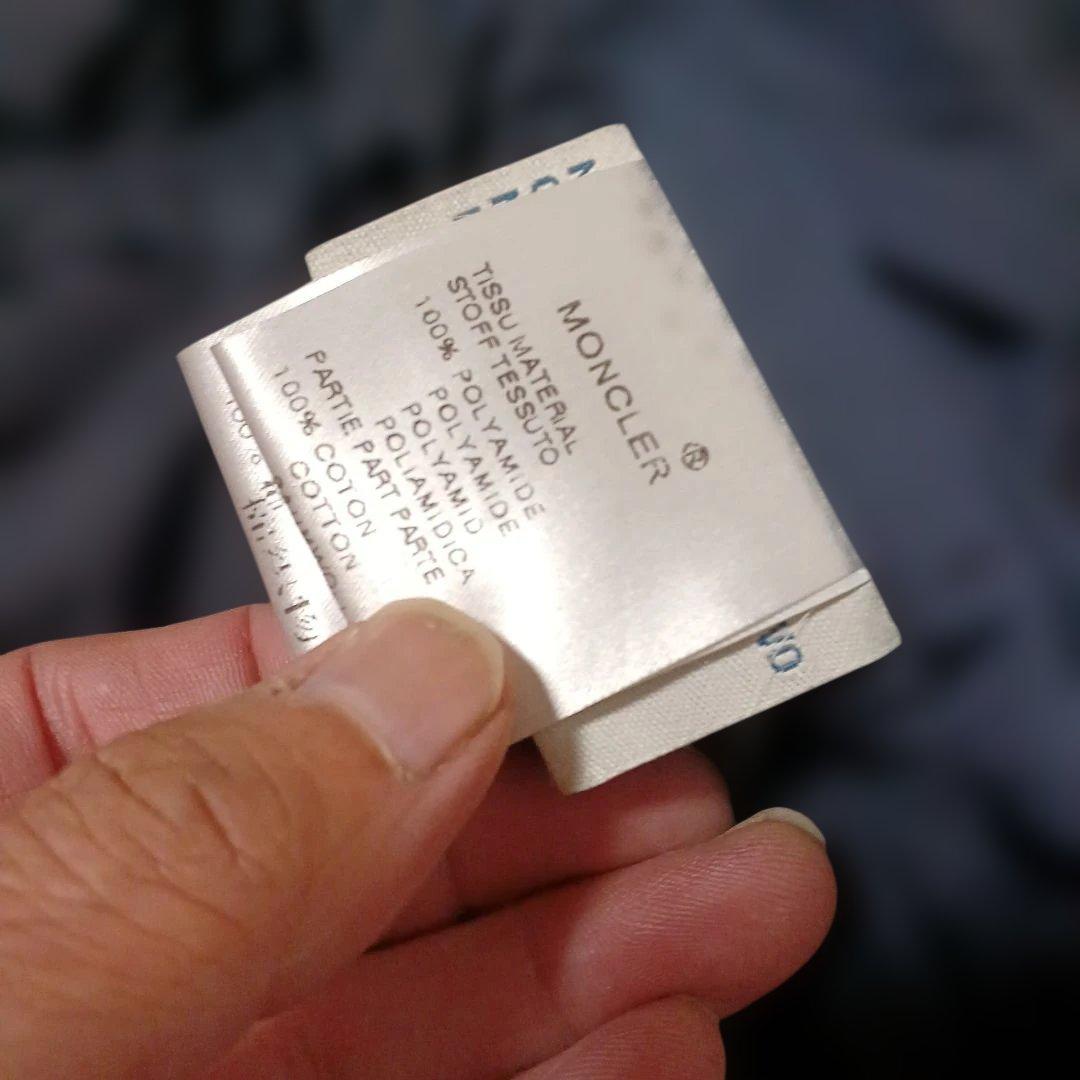 MONCLER ®
TISSU MATERIAL
STOFF TESSUTO
100% POLYAMIDE
POLYAMIDE
POLYAMID
POLIAMIDICA
PARTIE PART PARTE
100% COTON
COTTON